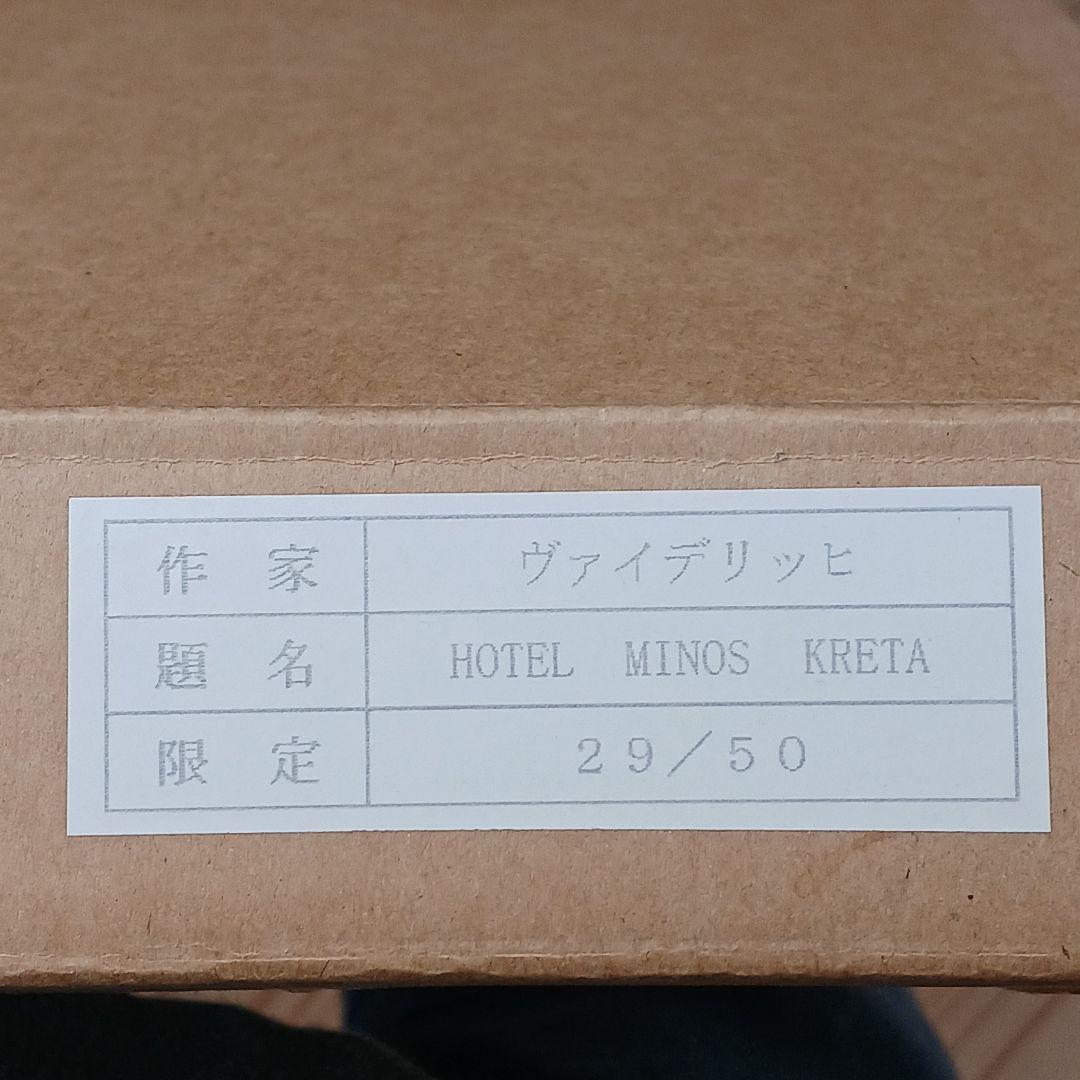 作　家　ヴァイデリッヒ
題　名　HOTEL　MINOS　KRETA
限　定　２９／５０